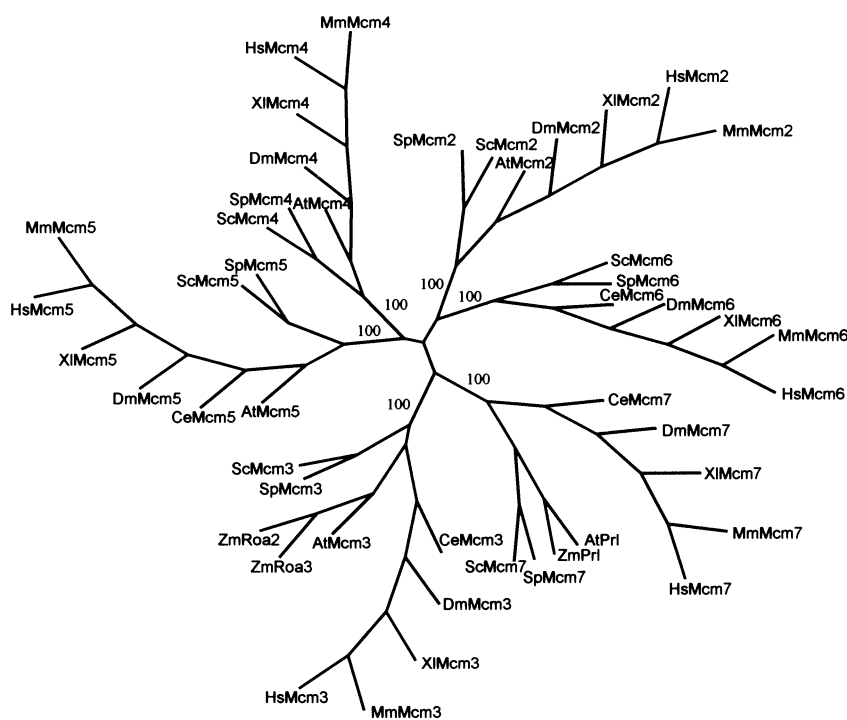 MmMcm4
HsMcm4
XlMcm4
DmMcm4
SpMcm4
AtMcm4
ScMcm4
HsMcm2
XlMcm2
MmMcm2
DmMcm2
SpMcm2
ScMcm2
AtMcm2
MmMcm5
SpMcm5
ScMcm5
HsMcm5
XlMcm5
DmMcm5
CeMcm5
AtMcm5
100
100
100
100
100
100
ScMcm6
SpMcm6
CeMcm6
DmMcm6
XlMcm6
MmMcm6
HsMcm6
CeMcm7
DmMcm7
XlMcm7
MmMcm7
HsMcm7
AtPrl
ZmPrl
SpMcm7
ScMcm7
ScMcm3
SpMcm3
ZmRoa2
ZmRoa3
AtMcm3
CeMcm3
DmMcm3
XlMcm3
HsMcm3
MmMcm3